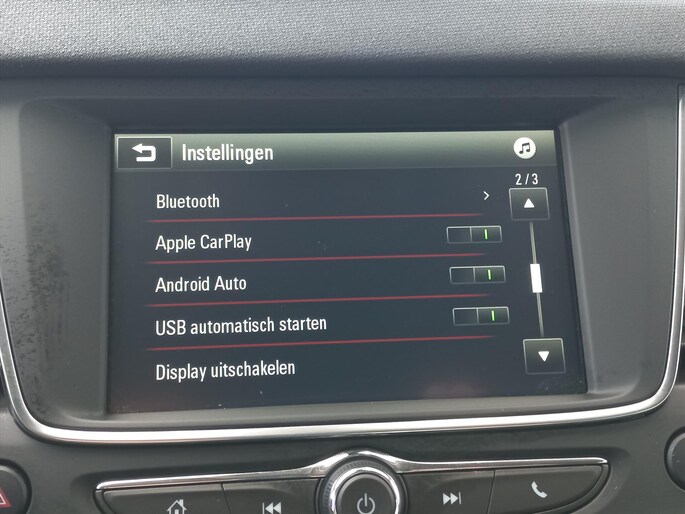 Instellingen
2/3
Bluetooth
Apple CarPlay
Android Auto
USB automatisch starten
Display uitschakelen